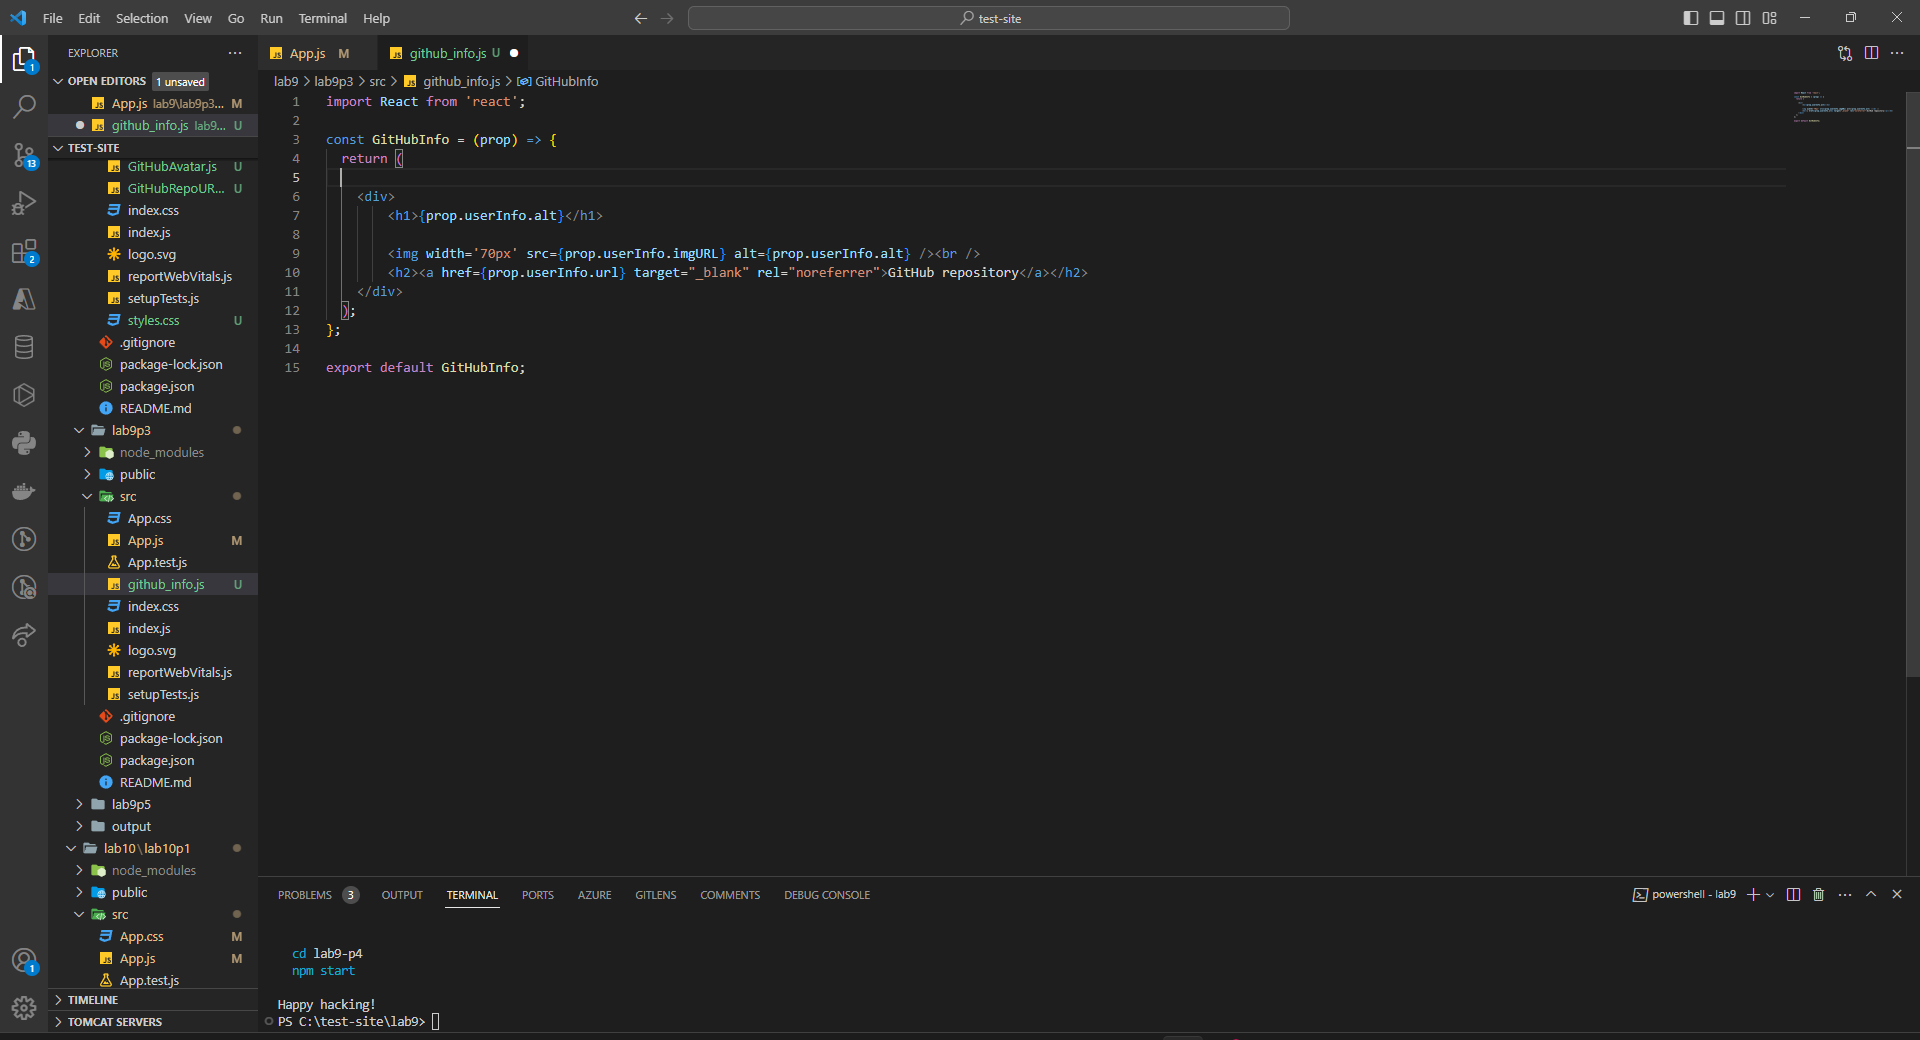 File Edit Selection View Go Run Terminal Help
test-site
EXPLORER
OPEN EDITORS 1 unsaved
App.js lab9\lab9p3... M
github_info.js lab9... U
TEST-SITE
GitHubAvatar.js U
GitHubRepoUR... U
index.css
index.js
logo.svg
reportWebVitals.js
setupTests.js
styles.css U
.gitignore
package-lock.json
package.json
README.md
lab9p3
node_modules
public
src
App.css
App.js M
App.test.js
github_info.js U
index.css
index.js
logo.svg
reportWebVitals.js
setupTests.js
.gitignore
package-lock.json
package.json
README.md
lab9p5
output
lab10\lab10p1
node_modules
public
src
App.css M
App.js M
App.test.js
TIMELINE
TOMCAT SERVERS
1
13
2
1
App.js M
github_info.js U
lab9 > lab9p3 > src > github_info.js > GitHubInfo
1 import React from 'react';
2
3 const GitHubInfo = (prop) => {
4 return (
5
6 <div>
7 <h1>{prop.userInfo.alt}</h1>
8
9 <img width='70px' src={prop.userInfo.imgURL} alt={prop.userInfo.alt} /><br />
10 <h2><a href={prop.userInfo.url} target="_blank" rel="noreferrer">GitHub repository</a></h2>
11 </div>
12 );
13 };
14
15 export default GitHubInfo;
PROBLEMS 3 OUTPUT TERMINAL PORTS AZURE GITLENS COMMENTS DEBUG CONSOLE
powershell - lab9
cd lab9-p4
npm start
Happy hacking!
PS C:\test-site\lab9>